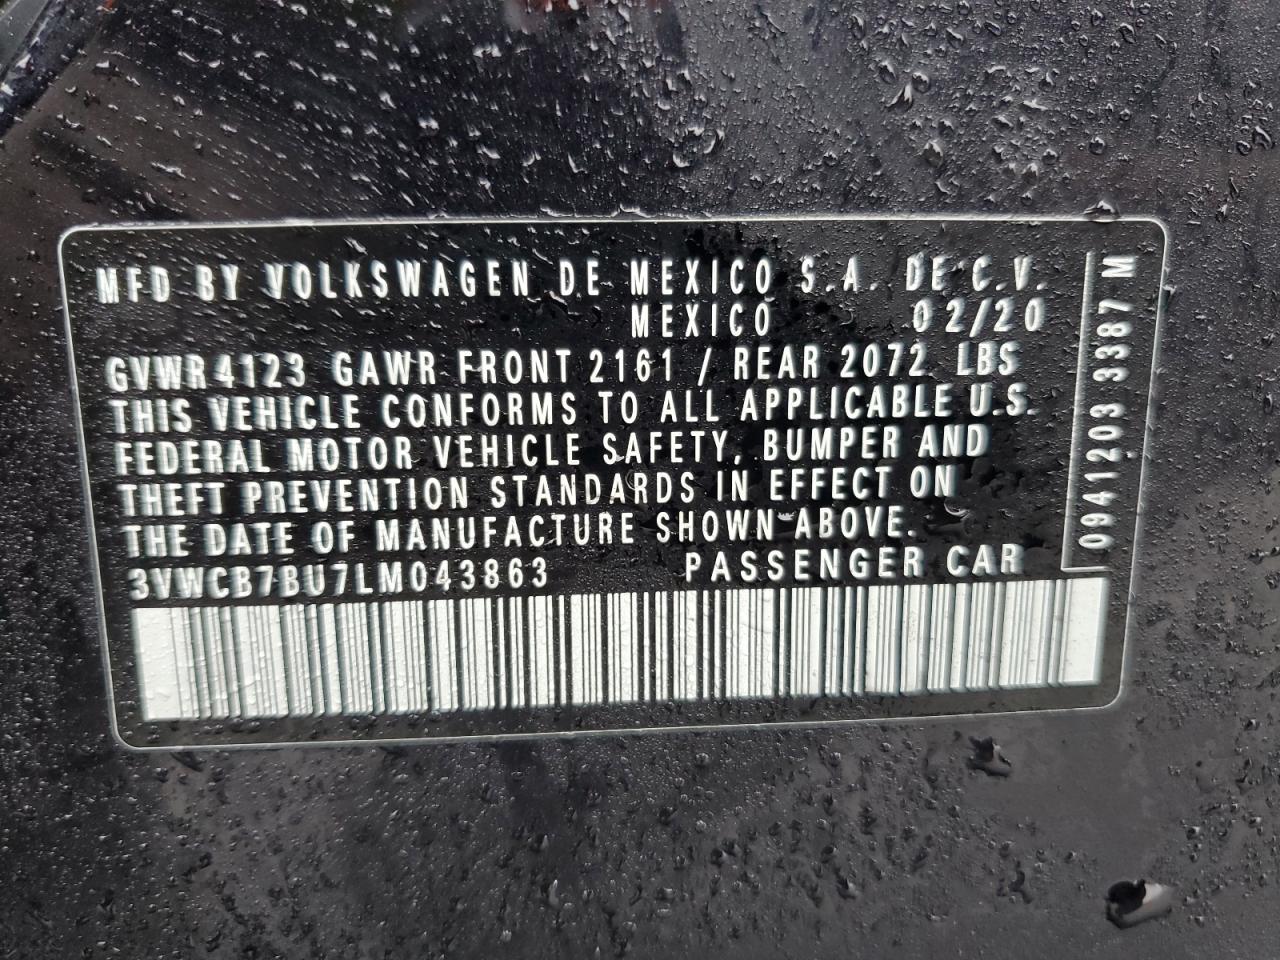 MFD BY VOLKSWAGEN DE MEXICO S.A. DE C.V.
MEXICO 02/20
GVWR 4123 GAWR FRONT 2161 / REAR 2072 LBS
THIS VEHICLE CONFORMS TO ALL APPLICABLE U.S.
FEDERAL MOTOR VEHICLE SAFETY, BUMPER AND
THEFT PREVENTION STANDARDS IN EFFECT ON
THE DATE OF MANUFACTURE SHOWN ABOVE.
3VWCB7BU7LM043863 PASSENGER CAR
0941203 3387 M